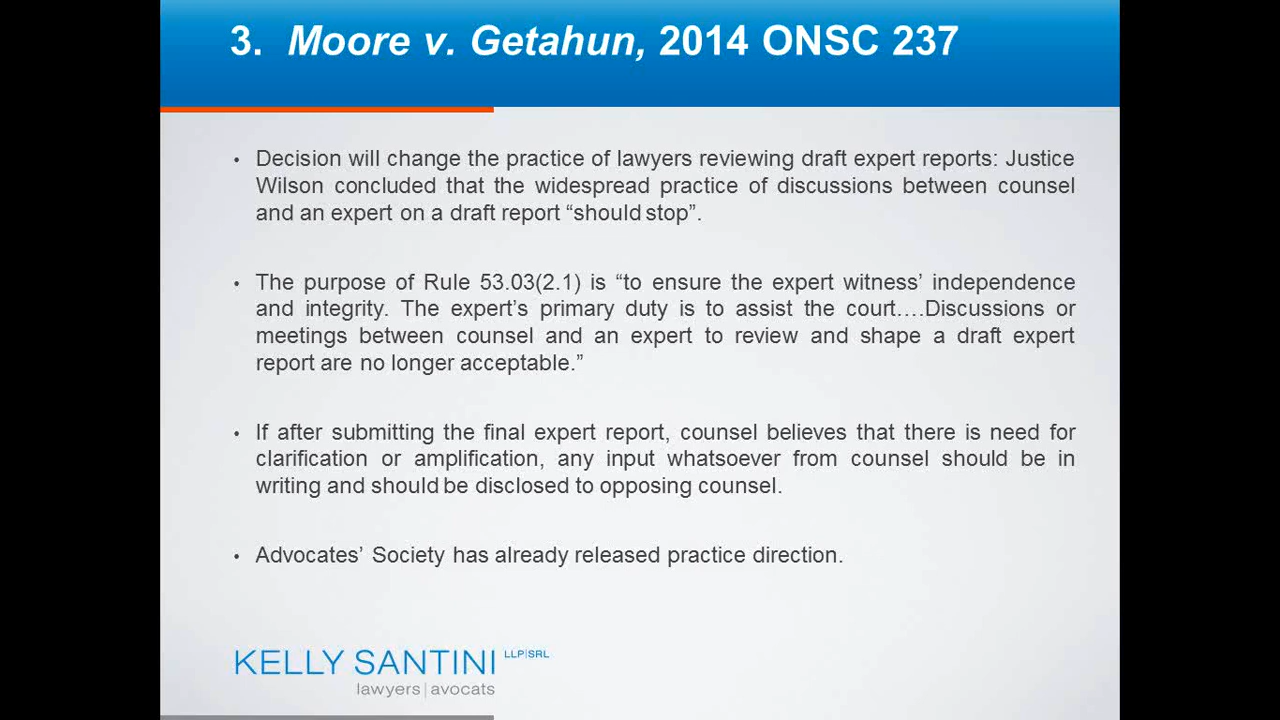 3. Moore v. Getahun, 2014 ONSC 237
• Decision will change the practice of lawyers reviewing draft expert reports: Justice
Wilson concluded that the widespread practice of discussions between counsel
and an expert on a draft report “should stop”.
• The purpose of Rule 53.03(2.1) is “to ensure the expert witness’ independence
and integrity. The expert’s primary duty is to assist the court….Discussions or
meetings between counsel and an expert to review and shape a draft expert
report are no longer acceptable.”
• If after submitting the final expert report, counsel believes that there is need for
clarification or amplification, any input whatsoever from counsel should be in
writing and should be disclosed to opposing counsel.
• Advocates’ Society has already released practice direction.
KELLY SANTINI LLP|SRL
lawyers|avocats